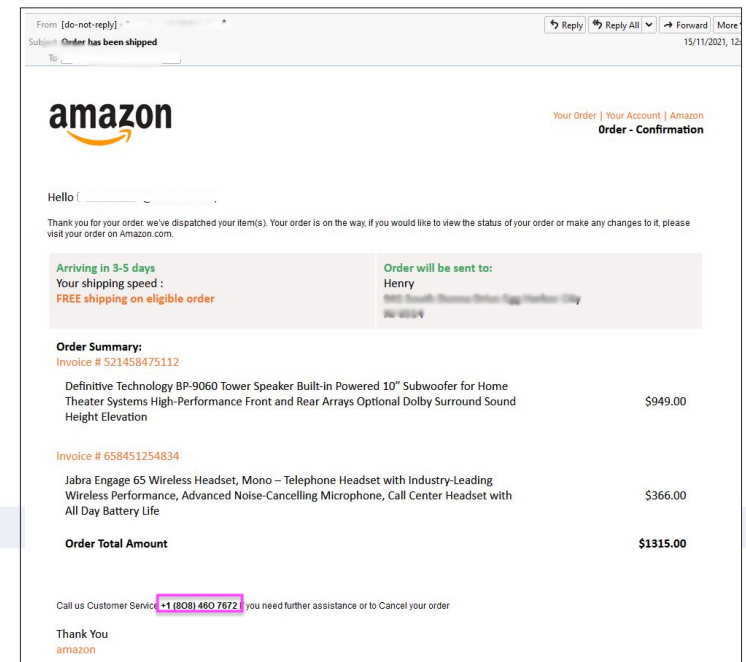 From [do-not-reply]
Reply Reply All Forward More
Subject Order has been shipped
15/11/2021, 12:
To
amazon
Your Order | Your Account | Amazon
0rder - Confirmation
Hello
Thank you for your order. we've dispatched your item(s). Your order is on the way, if you would like to view the status of your order or make any changes to it, please
visit your order on Amazon.com.
Arriving in 3-5 days
Your shipping speed :
FREE shipping on eligible order
Order will be sent to:
Henry
Order Summary:
Invoice # 521458475112
Definitive Technology BP-9060 Tower Speaker Built-in Powered 10" Subwoofer for Home
Theater Systems High-Performance Front and Rear Arrays Optional Dolby Surround Sound
Height Elevation
$949.00
Invoice # 658451254834
Jabra Engage 65 Wireless Headset, Mono – Telephone Headset with Industry-Leading
Wireless Performance, Advanced Noise-Cancelling Microphone, Call Center Headset with
All Day Battery Life
$366.00
Order Total Amount
$1315.00
Call us Customer Service +1 (8O8) 46O 7672 if you need further assistance or to Cancel your order
Thank You
amazon